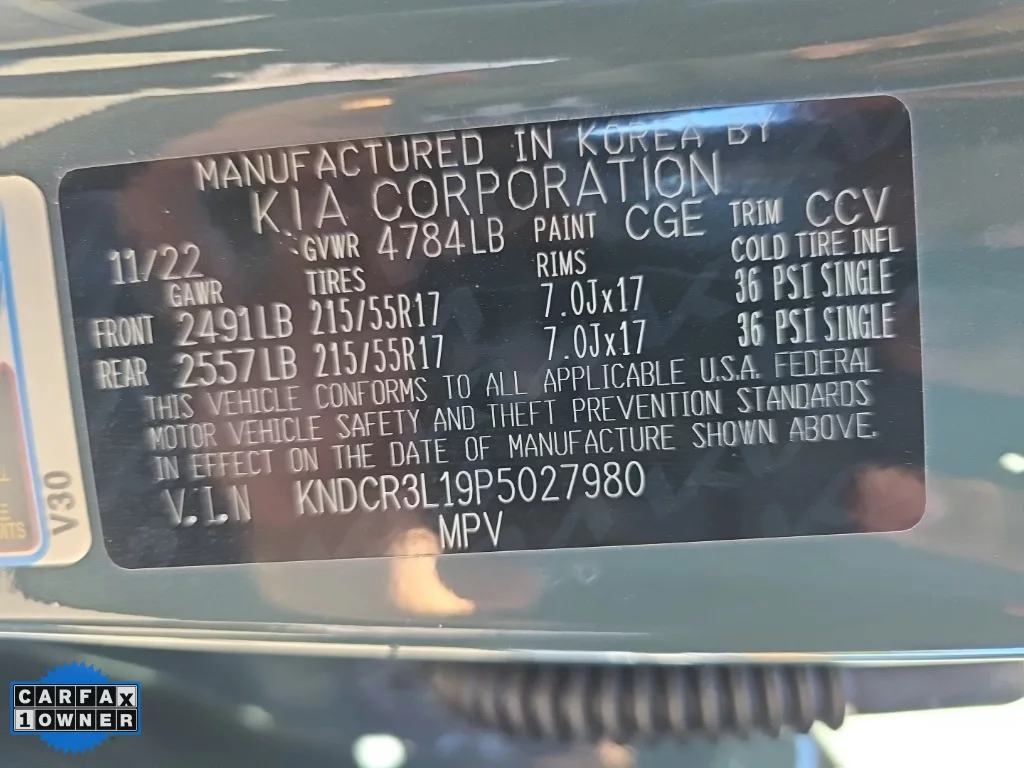 MANUFACTURED IN KOREA BY
KIA CORPORATION
11/22 GVWR 4784LB PAINT CGE TRIM CCV
GAWR TIRES RIMS COLD TIRE INFL
FRONT 2491LB 215/55R17 7.0Jx17 36 PSI SINGLE
REAR 2557LB 215/55R17 7.0Jx17 36 PSI SINGLE
THIS VEHICLE CONFORMS TO ALL APPLICABLE U.S.A. FEDERAL
MOTOR VEHICLE SAFETY AND THEFT PREVENTION STANDARDS
IN EFFECT ON THE DATE OF MANUFACTURE SHOWN ABOVE.
V.I.N KNDCR3L19P5027980
MPV
V30
CARFAX
1 OWNER